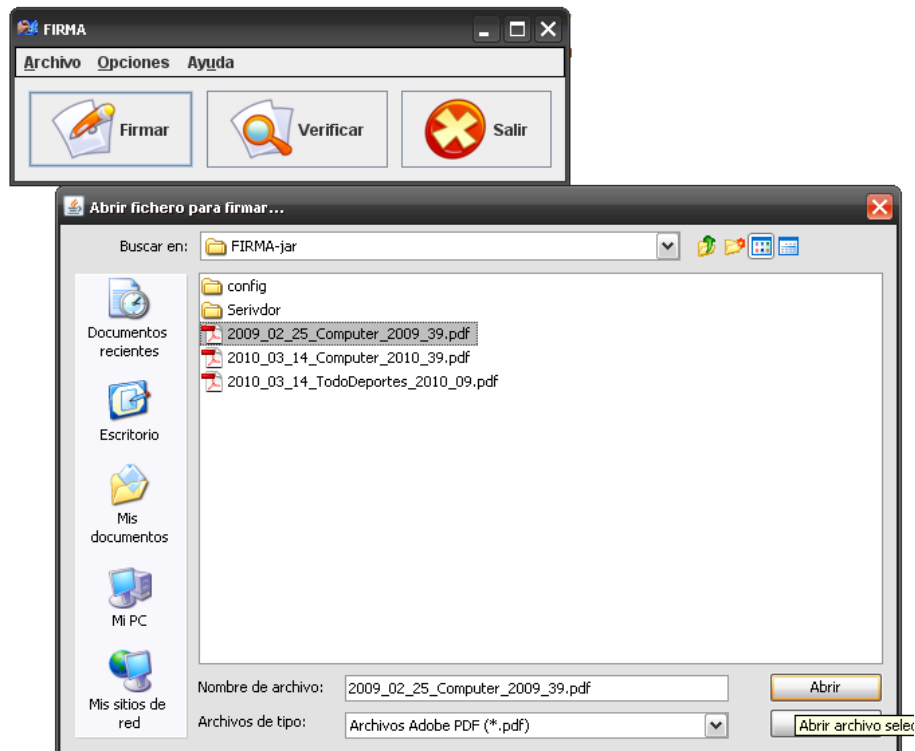 FIRMA
Archivo Opciones Ayuda
Firmar Verificar Salir
Abrir fichero para firmar...
Buscar en: FIRMA-jar
config
Serivdor
2009_02_25_Computer_2009_39.pdf
2010_03_14_Computer_2010_39.pdf
2010_03_14_TodoDeportes_2010_09.pdf
Documentos
recientes
Escritorio
Mis
documentos
Mi PC
Mis sitios de
red
Nombre de archivo: 2009_02_25_Computer_2009_39.pdf Abrir
Archivos de tipo: Archivos Adobe PDF (*.pdf)
Abrir archivo